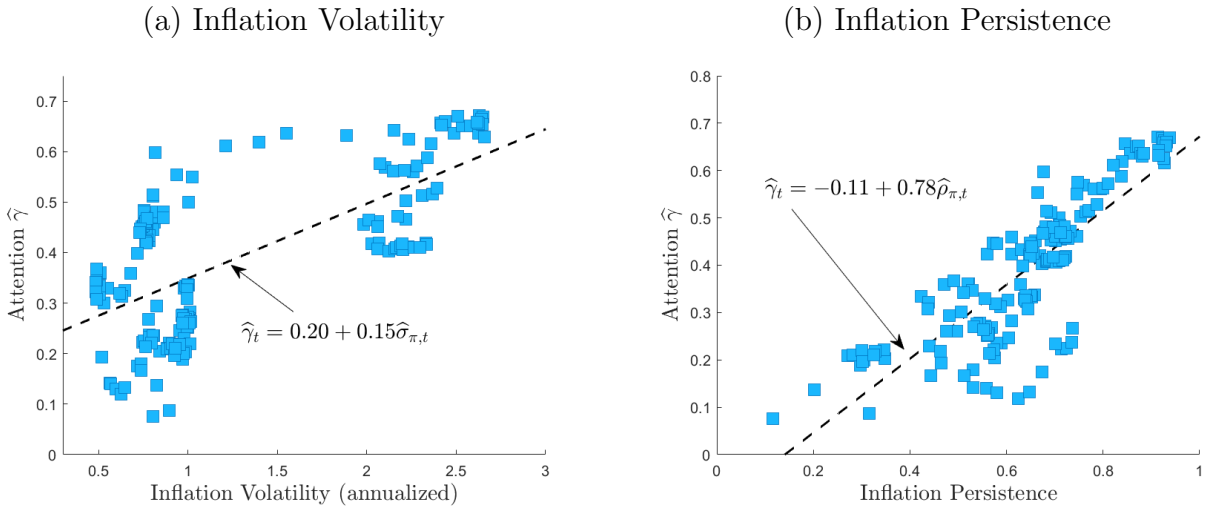 (a) Inflation Volatility
0.7
0.6
0.5
0.4
0.3
0.2
0.1
0
Attention γ̂
γ̂ₜ = 0.20 + 0.15σ̂π,ₜ
0.5 1 1.5 2 2.5 3
Inflation Volatility (annualized)
(b) Inflation Persistence
0.8
0.7
0.6
0.5
0.4
0.3
0.2
0.1
0
Attention γ̂
γ̂ₜ = −0.11 + 0.78ρ̂π,ₜ
0 0.2 0.4 0.6 0.8 1
Inflation Persistence